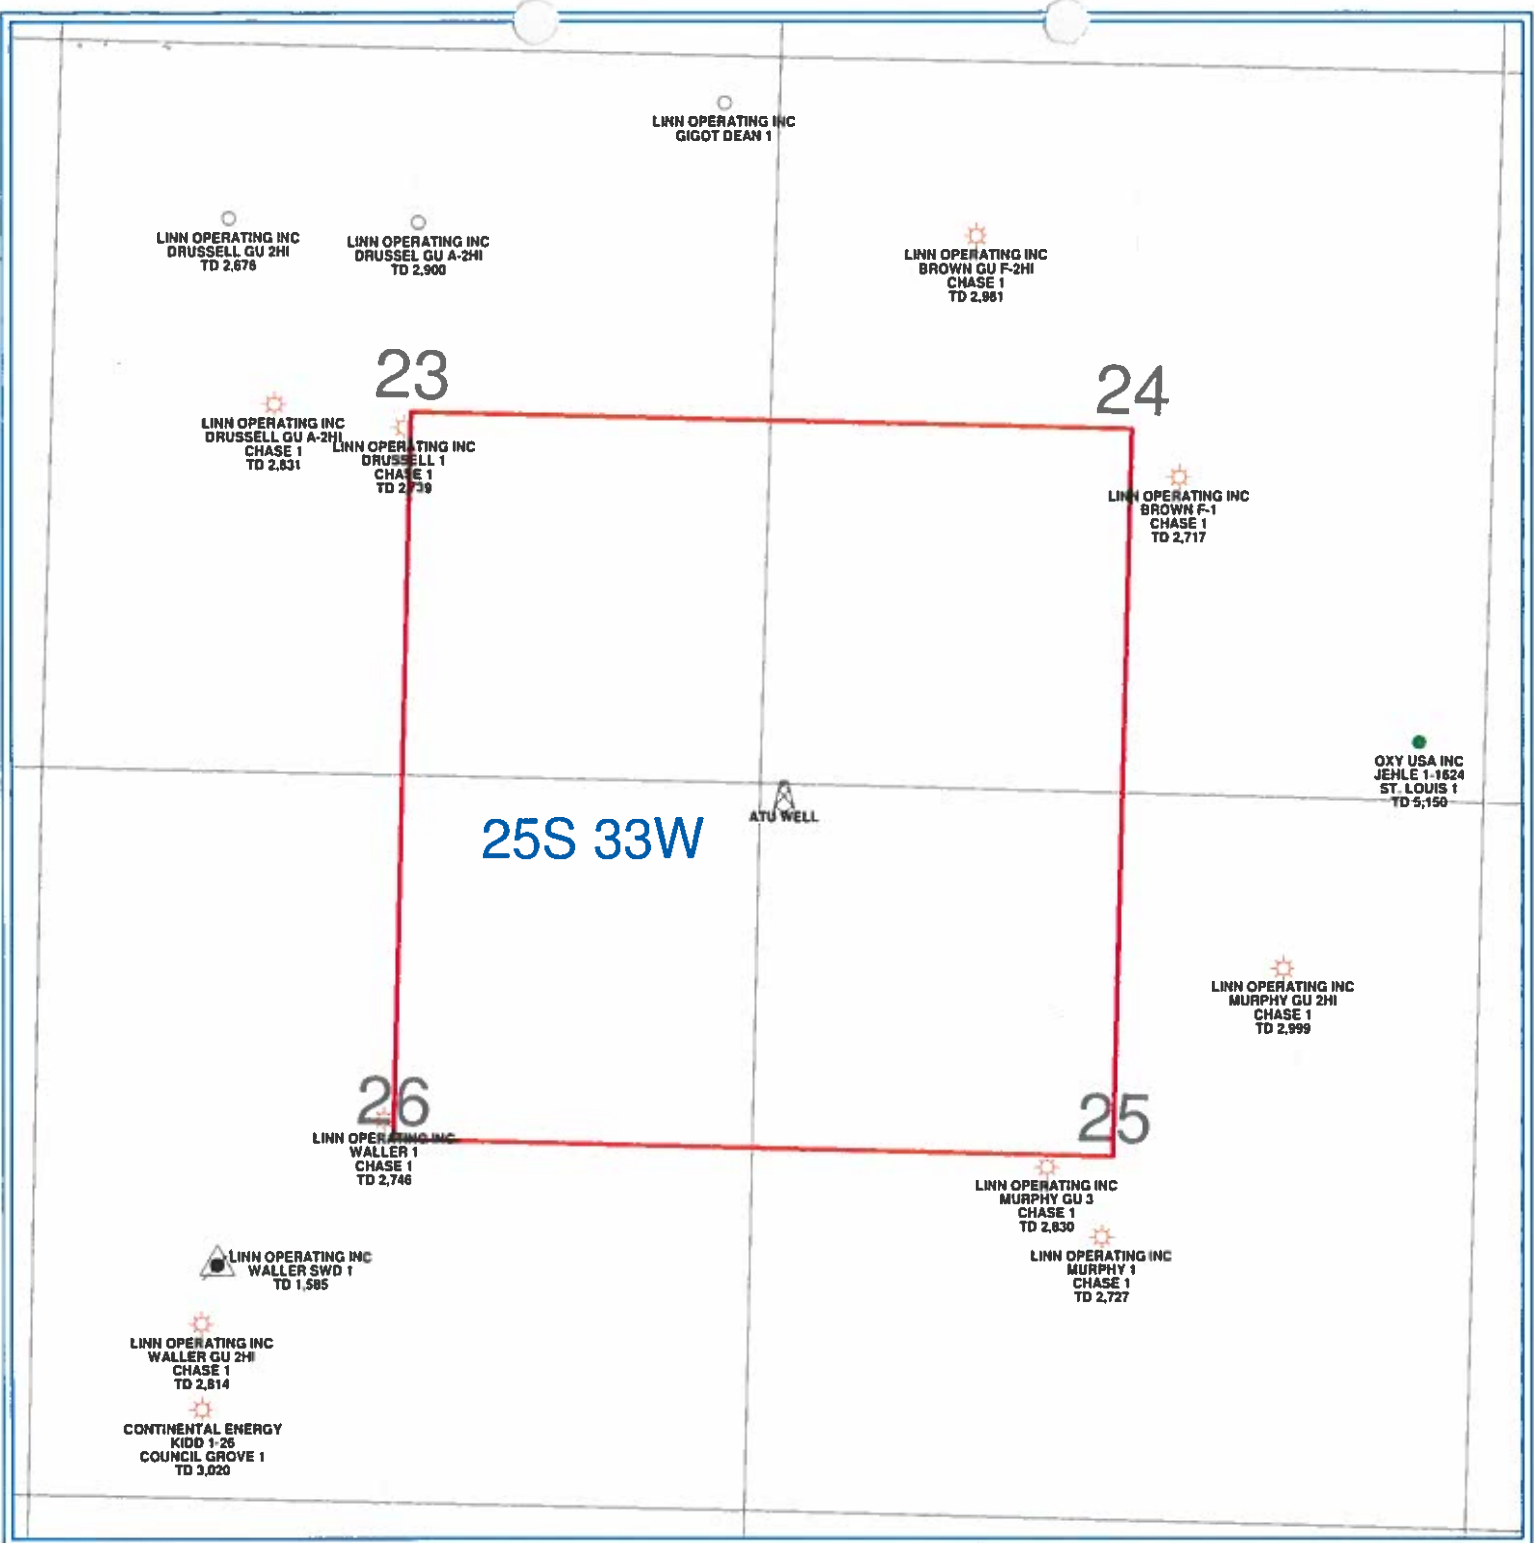 LINN OPERATING INC
GIGOT DEAN 1
LINN OPERATING INC
DRUSSELL GU 2HI
TD 2,676
LINN OPERATING INC
DRUSSEL GU A-2HI
TD 2,900
LINN OPERATING INC
BROWN GU F-2HI
CHASE 1
TD 2,981
23
24
LINN OPERATING INC
DRUSSELL GU A-2HI
CHASE 1
TD 2,831
LINN OPERATING INC
DRUSSELL 1
CHASE 1
TD 2,739
LINN OPERATING INC
BROWN F-1
CHASE 1
TD 2,717
OXY USA INC
JEHLE 1-1624
ST. LOUIS 1
TD 5,150
ATU WELL
25S 33W
LINN OPERATING INC
MURPHY GU 2HI
CHASE 1
TD 2,999
26
25
LINN OPERATING INC
WALLER 1
CHASE 1
TD 2,746
LINN OPERATING INC
MURPHY GU 3
CHASE 1
TD 2,830
LINN OPERATING INC
MURPHY 1
CHASE 1
TD 2,727
LINN OPERATING INC
WALLER SWD 1
TD 1,585
LINN OPERATING INC
WALLER GU 2HI
CHASE 1
TD 2,814
CONTINENTAL ENERGY
KIDD 1-26
COUNCIL GROVE 1
TD 3,020